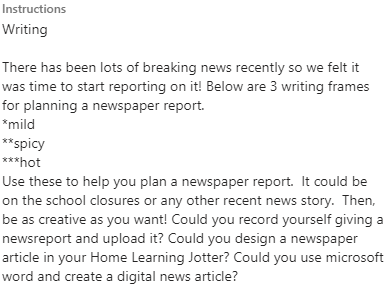 Instructions
Writing
There has been lots of breaking news recently so we felt it
was time to start reporting on it! Below are 3 writing frames
for planning a newspaper report.
*mild
**spicy
***hot
Use these to help you plan a newspaper report.  It could be
on the school closures or any other recent news story.  Then,
be as creative as you want! Could you record yourself giving a
newsreport and upload it? Could you design a newspaper
article in your Home Learning Jotter? Could you use microsoft
word and create a digital news article?